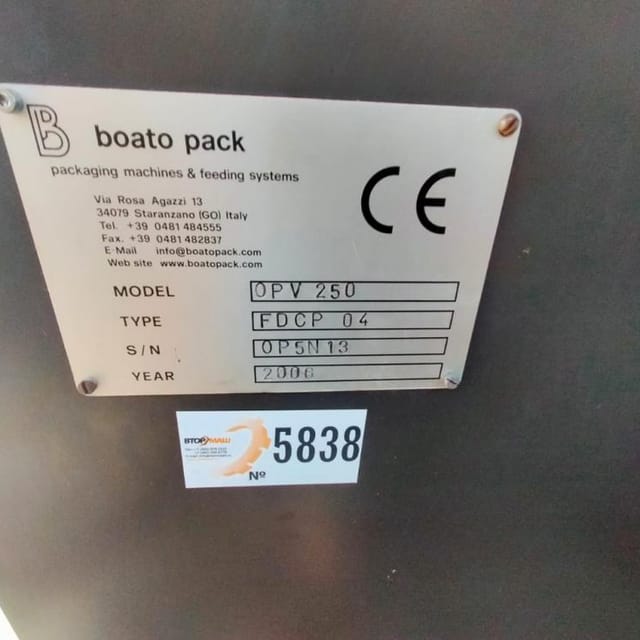 B
boato pack
packaging machines & feeding systems
Via Rosa Agazzi 13
34079 Staranzano (GO) Italy
Tel. +39 0481 484555
Fax. +39 0481 482837
E-Mail info@boatopack.com
Web site www.boatopack.com
CE
MODEL OPV 250
TYPE FDCP 04
S/N OP5N13
YEAR 2006
ВТОРМАШ
№ 5838